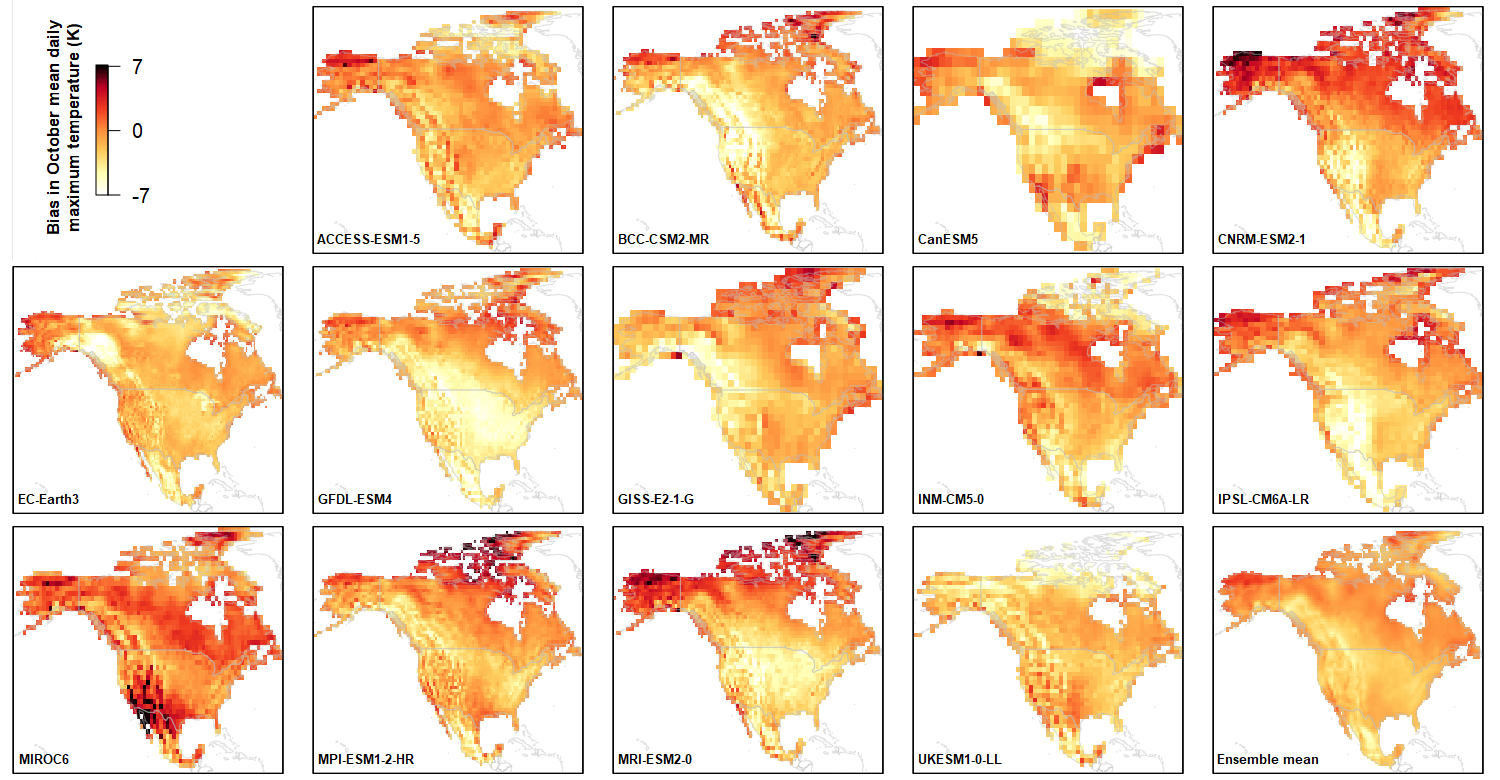 Bias in October mean daily
maximum temperature (K)
7
0
-7
ACCESS-ESM1-5
BCC-CSM2-MR
CanESM5
CNRM-ESM2-1
EC-Earth3
GFDL-ESM4
GISS-E2-1-G
INM-CM5-0
IPSL-CM6A-LR
MIROC6
MPI-ESM1-2-HR
MRI-ESM2-0
UKESM1-0-LL
Ensemble mean